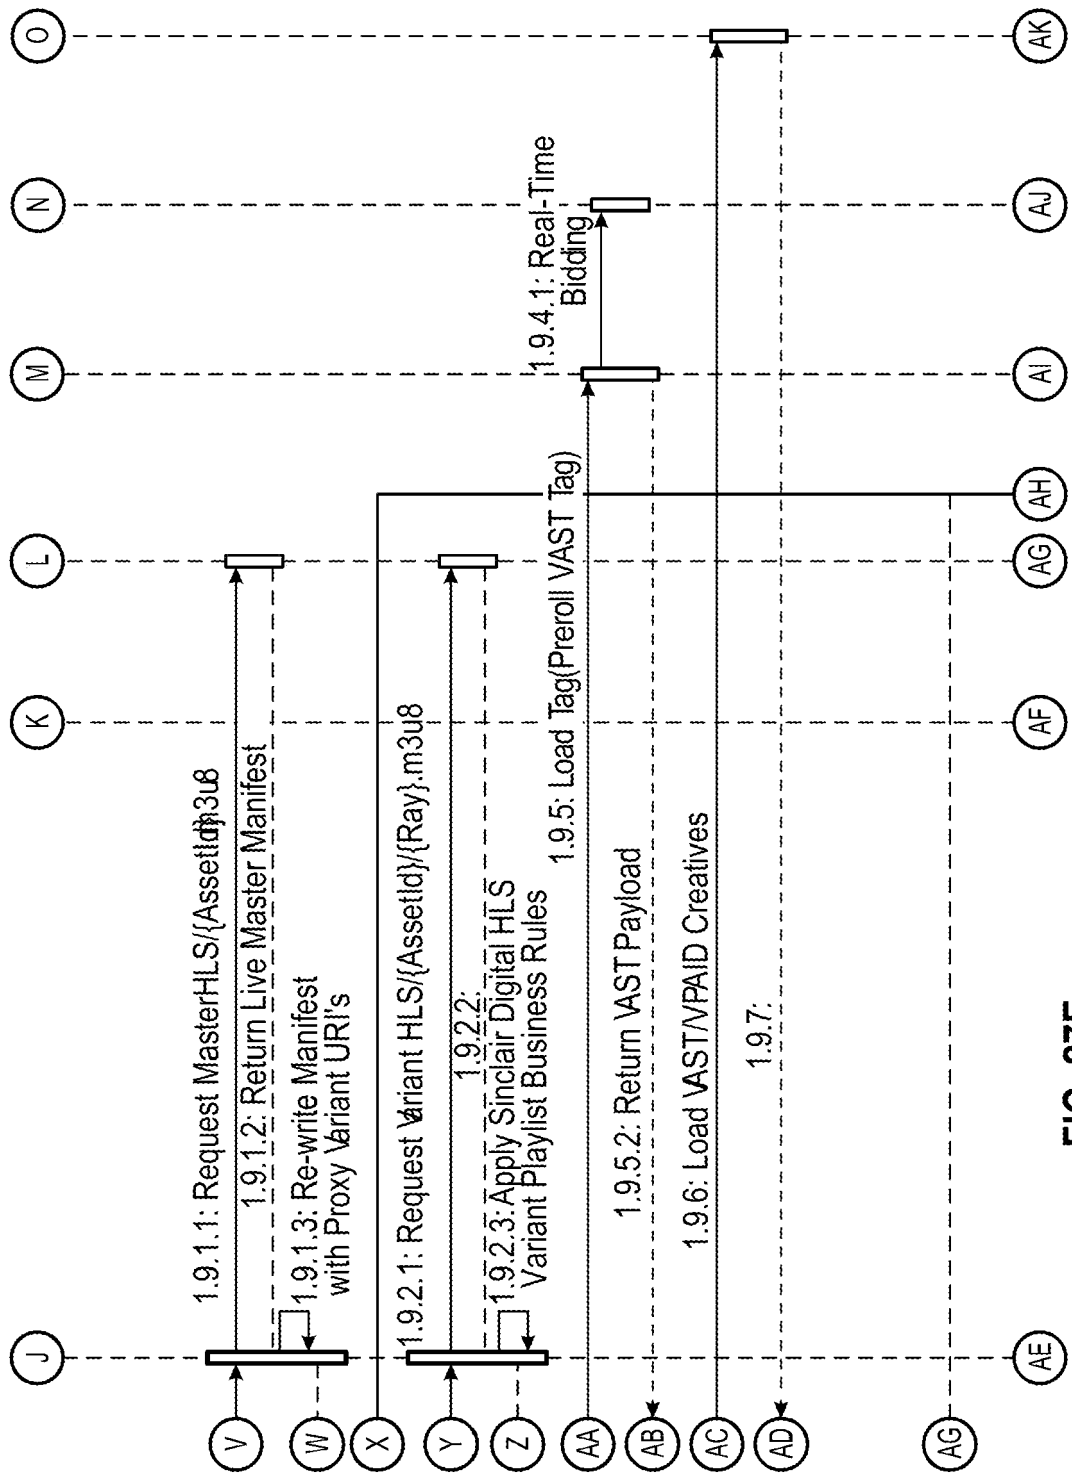 J K L M N O
1.9.1.1: Request MasterHLS/{AssetId}.m3u8
V
1.9.1.2: Return Live Master Manifest
1.9.1.3: Re-write Manifest
with Proxy Variant URI's
W
X
1.9.2.1: Request Variant HLS/{AssetId}/{Ray}.m3u8
Y
1.9.2.2:
1.9.2.3: Apply Sinclair Digital HLS
Variant Playlist Business Rules
Z
1.9.4.1: Real-Time
Bidding
1.9.5: Load Tag(Preroll VAST Tag)
AA
1.9.5.2: Return VAST Payload
AB
1.9.6: Load VAST/VPAID Creatives
AC
1.9.7:
AD
AG
AE AF AG AH AI AJ AK